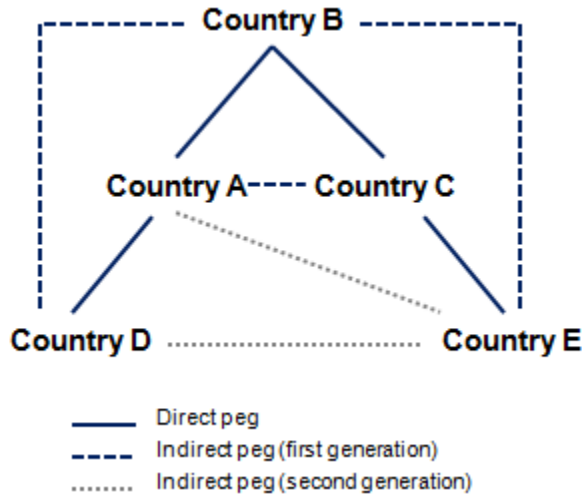 Country B
Country A Country C
Country D Country E
Direct peg
Indirect peg (first generation)
Indirect peg (second generation)